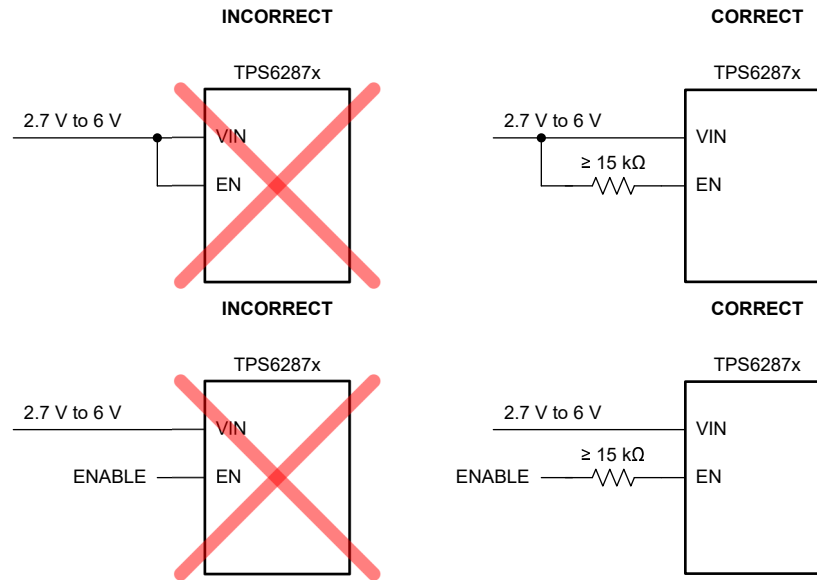 INCORRECT
CORRECT
TPS6287x
TPS6287x
2.7 V to 6 V
VIN
EN
2.7 V to 6 V
VIN
≥ 15 kΩ
EN
INCORRECT
CORRECT
TPS6287x
TPS6287x
2.7 V to 6 V
VIN
ENABLE
EN
2.7 V to 6 V
VIN
≥ 15 kΩ
ENABLE
EN